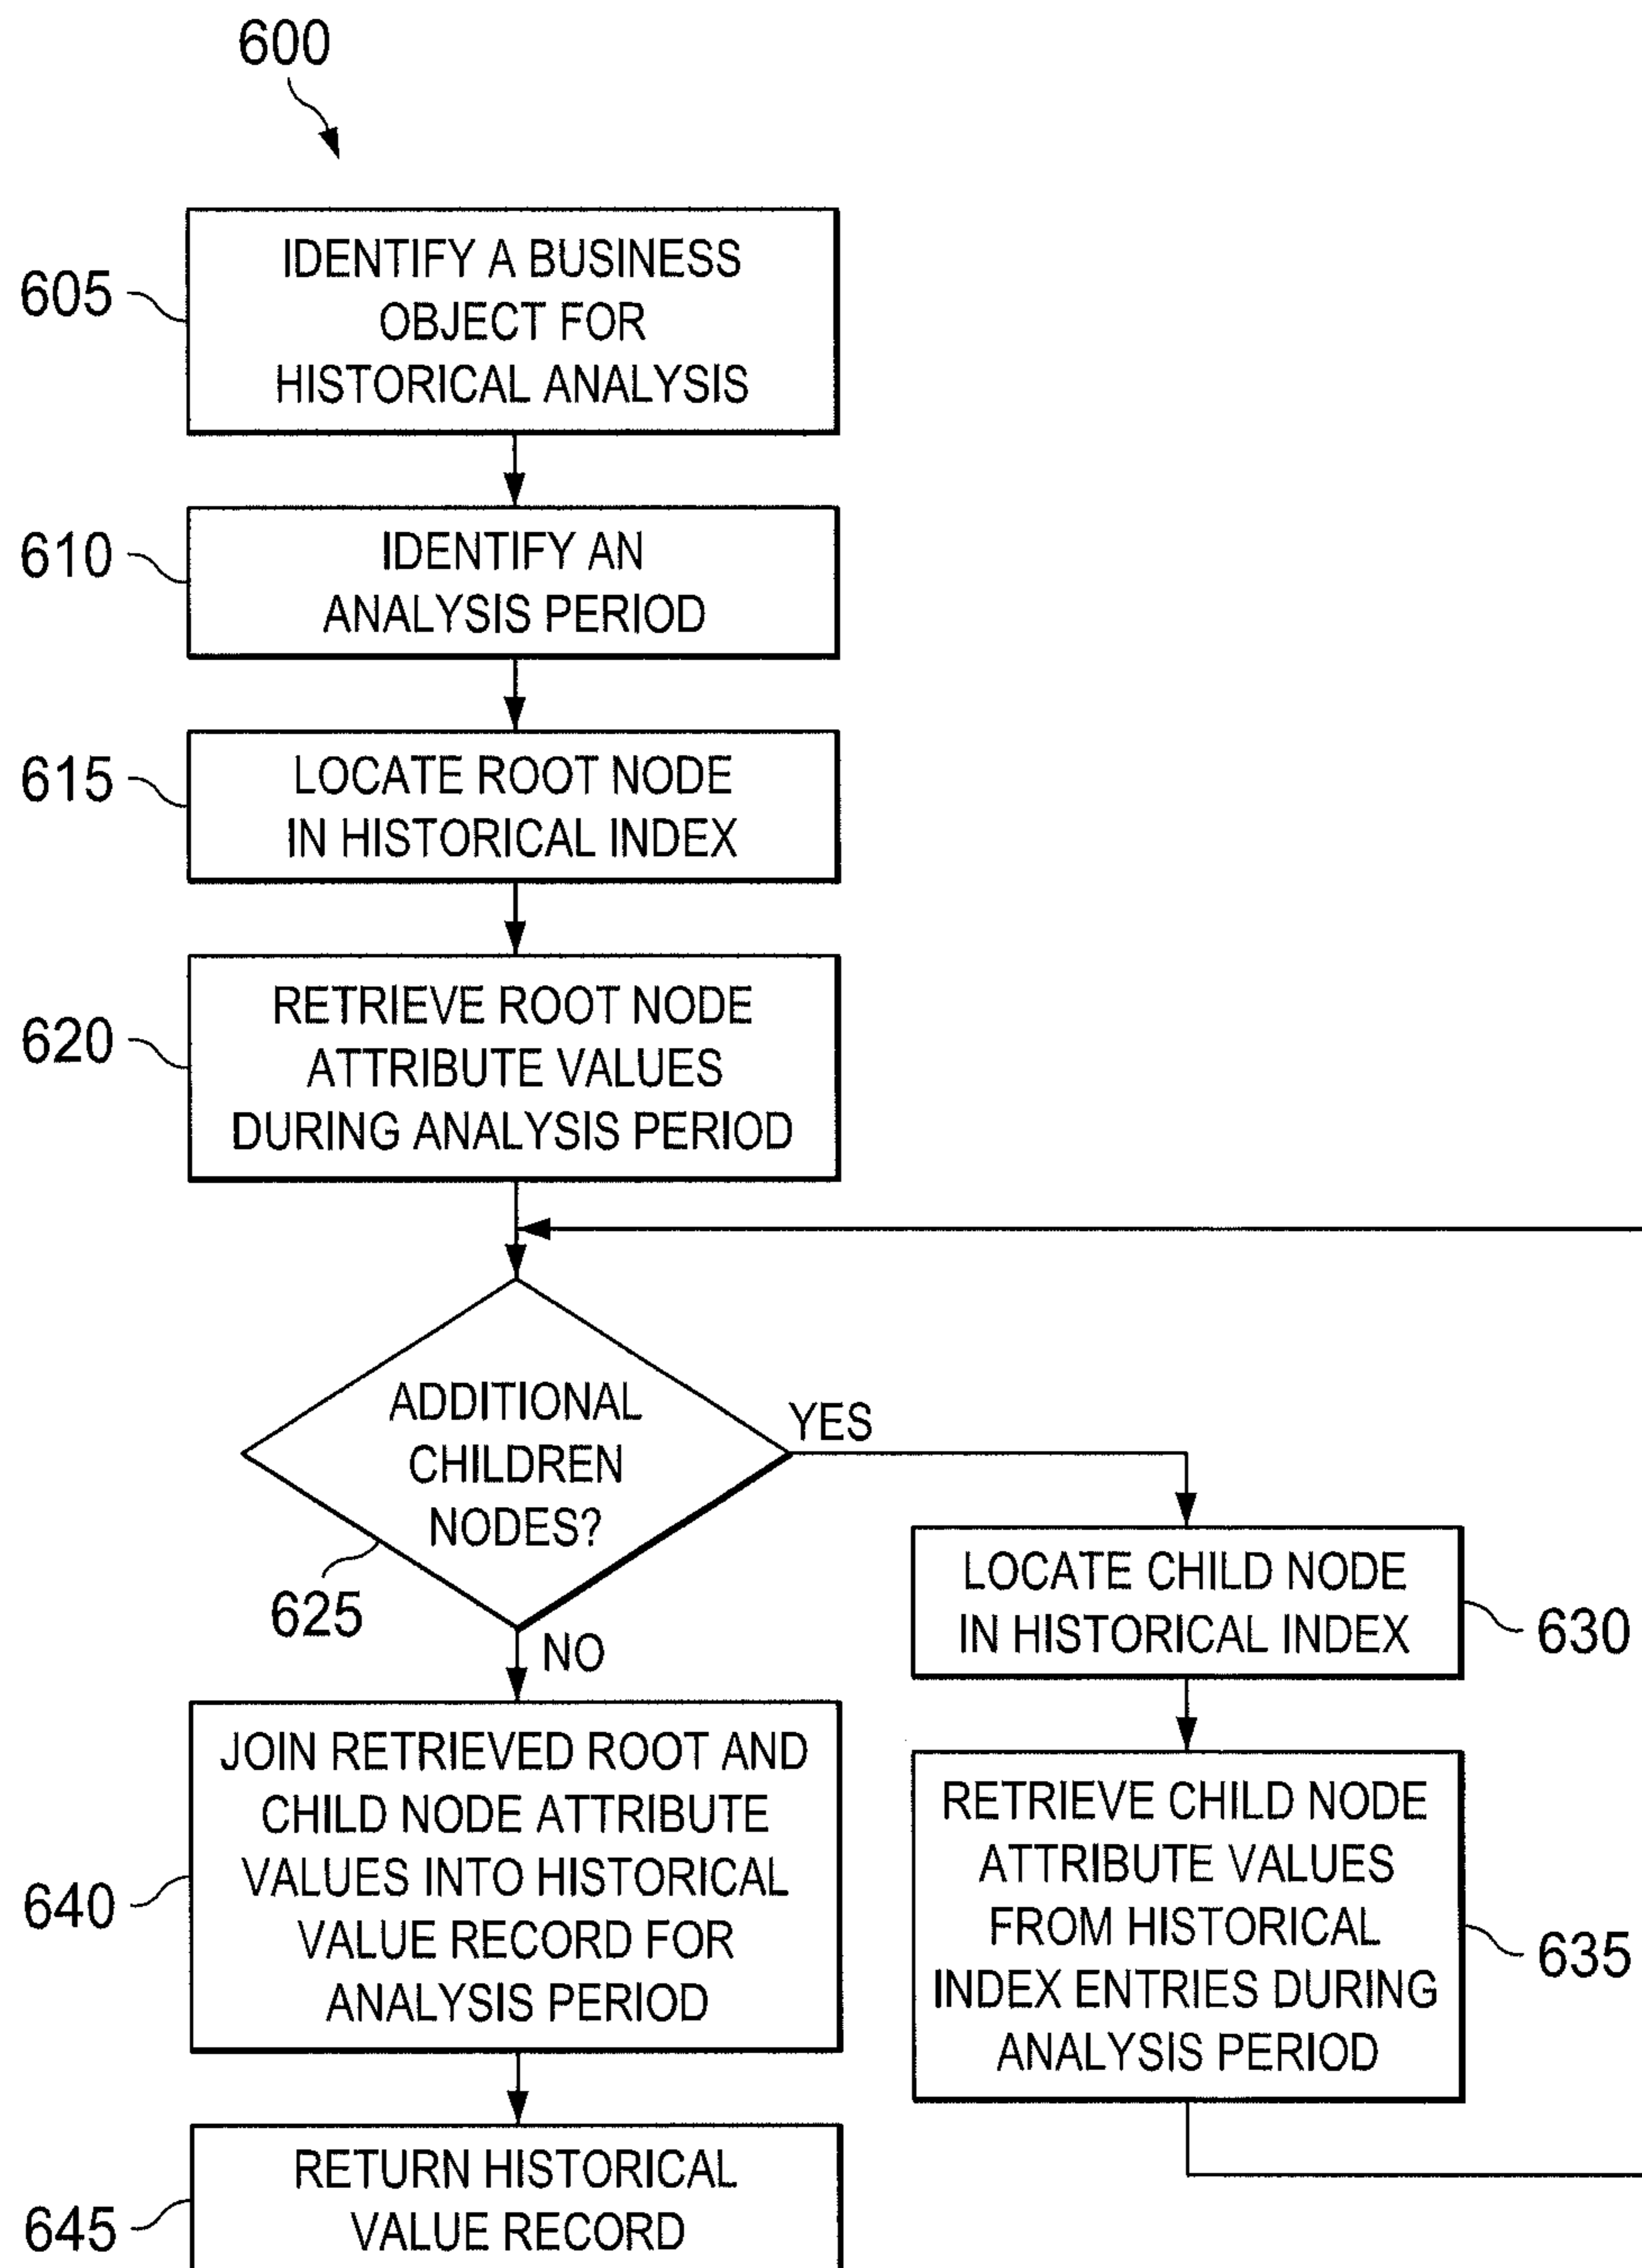 600
605
IDENTIFY A BUSINESS
OBJECT FOR
HISTORICAL ANALYSIS
610
IDENTIFY AN
ANALYSIS PERIOD
615
LOCATE ROOT NODE
IN HISTORICAL INDEX
620
RETRIEVE ROOT NODE
ATTRIBUTE VALUES
DURING ANALYSIS PERIOD
ADDITIONAL
CHILDREN
NODES?
625
YES
NO
LOCATE CHILD NODE
IN HISTORICAL INDEX
630
RETRIEVE CHILD NODE
ATTRIBUTE VALUES
FROM HISTORICAL
INDEX ENTRIES DURING
ANALYSIS PERIOD
635
640
JOIN RETRIEVED ROOT AND
CHILD NODE ATTRIBUTE
VALUES INTO HISTORICAL
VALUE RECORD FOR
ANALYSIS PERIOD
645
RETURN HISTORICAL
VALUE RECORD